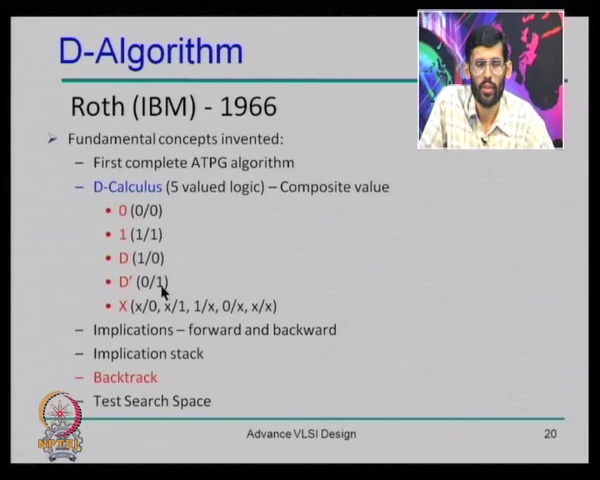 D-Algorithm
Roth (IBM) - 1966
Fundamental concepts invented:
– First complete ATPG algorithm
– D-Calculus (5 valued logic) – Composite value
• 0 (0/0)
• 1 (1/1)
• D (1/0)
• D' (0/1)
• X (x/0, x/1, 1/x, 0/x, x/x)
– Implications – forward and backward
– Implication stack
– Backtrack
– Test Search Space
NPTEL
Advance VLSI Design
20